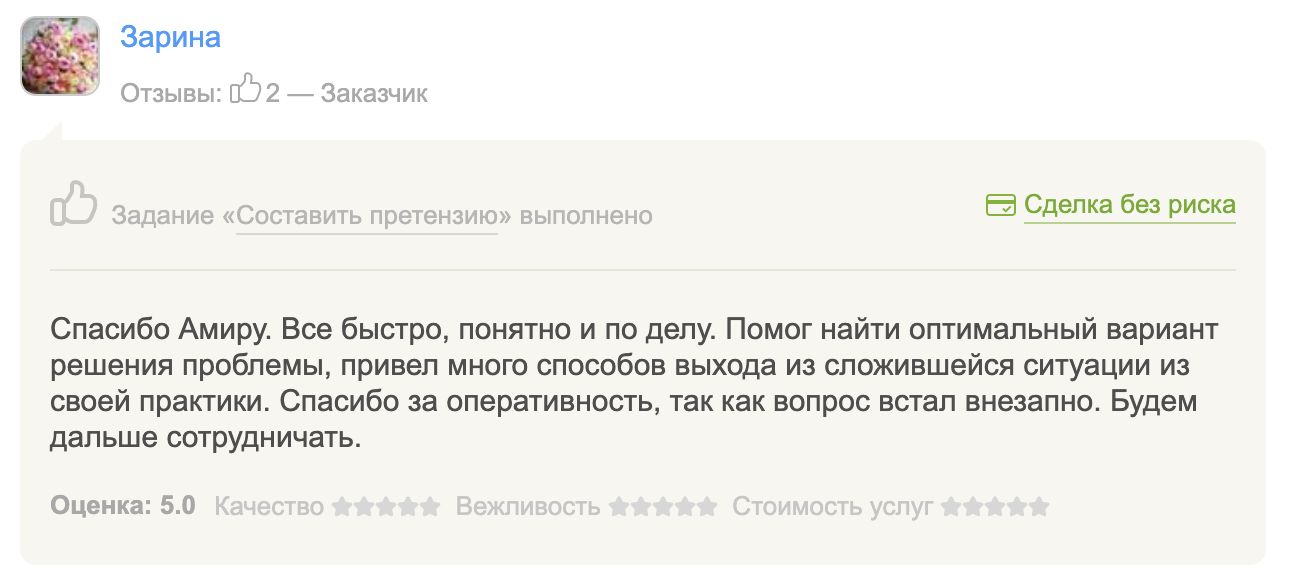 Зарина
Отзывы: 2 — Заказчик
Задание «Составить претензию» выполнено
Сделка без риска
Спасибо Амиру. Все быстро, понятно и по делу. Помог найти оптимальный вариант
решения проблемы, привел много способов выхода из сложившейся ситуации из
своей практики. Спасибо за оперативность, так как вопрос встал внезапно. Будем
дальше сотрудничать.
Оценка: 5.0 Качество Вежливость Стоимость услуг